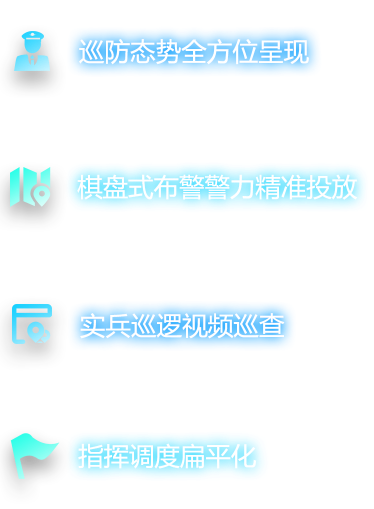 巡防态势全方位呈现
棋盘式布警警力精准投放
实兵巡逻视频巡查
指挥调度扁平化